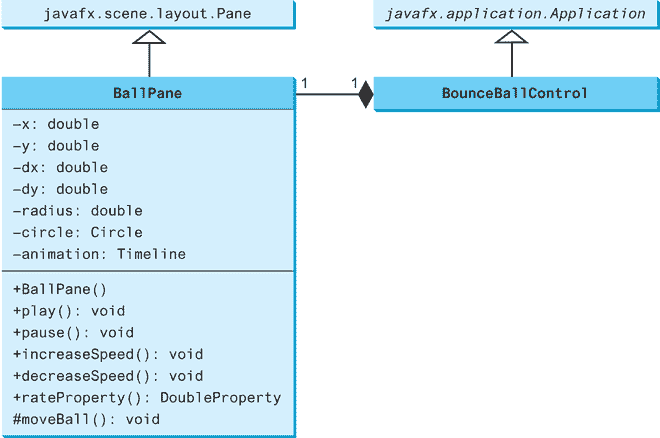 javafx.scene.layout.Pane
javafx.application.Application
BallPane
1
1
BounceBallControl
–x: double
–y: double
–dx: double
–dy: double
–radius: double
–circle: Circle
–animation: Timeline
+BallPane()
+play(): void
+pause(): void
+increaseSpeed(): void
+decreaseSpeed(): void
+rateProperty(): DoubleProperty
#moveBall(): void